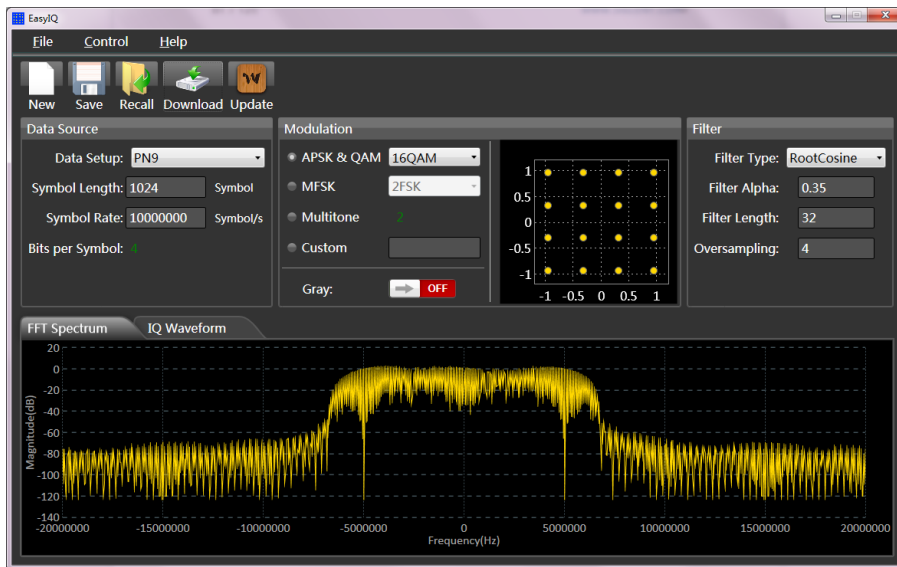 EasyIQ
File Control Help
New Save Recall Download Update
Data Source
Data Setup: PN9
Symbol Length: 1024 Symbol
Symbol Rate: 10000000 Symbol/s
Bits per Symbol: 4
Modulation
APSK & QAM 16QAM
MFSK 2FSK
Multitone 2
Custom
Gray: OFF
1
0.5
0
-0.5
-1
-1 -0.5 0 0.5 1
Filter
Filter Type: RootCosine
Filter Alpha: 0.35
Filter Length: 32
Oversampling: 4
FFT Spectrum IQ Waveform
Magnitude(dB)
20
0
-20
-40
-60
-80
-100
-120
-140
-20000000 -15000000 -10000000 -5000000 0 5000000 10000000 15000000 20000000
Frequency(Hz)